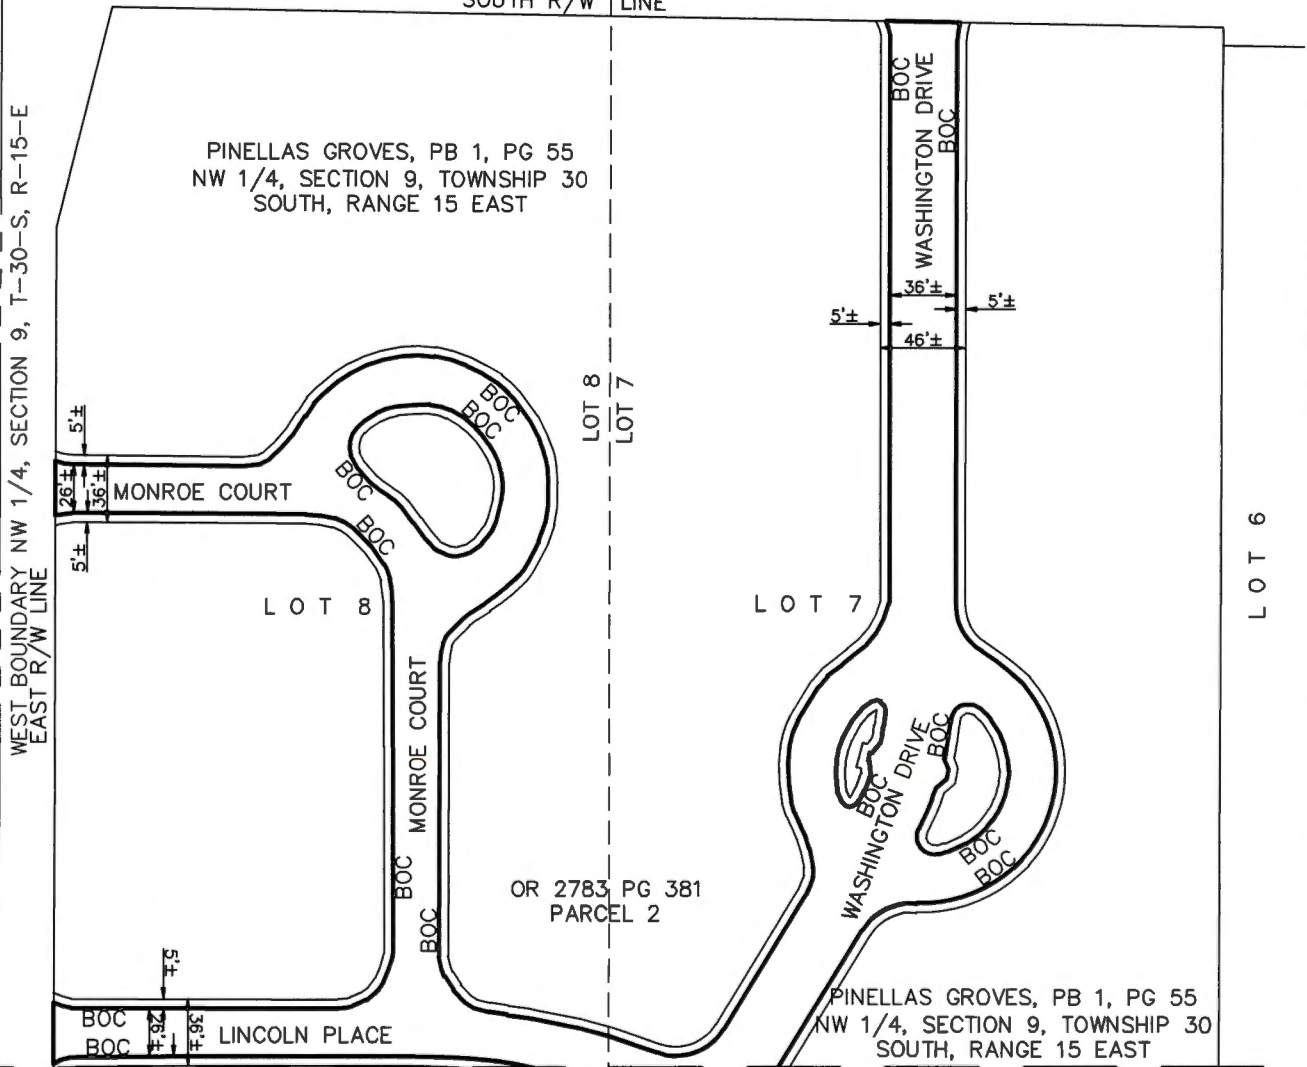 SOUTH R/W LINE
PINELLAS GROVES, PB 1, PG 55
NW 1/4, SECTION 9, TOWNSHIP 30
SOUTH, RANGE 15 EAST
WEST BOUNDARY NW 1/4, SECTION 9, T-30-S, R-15-E
EAST R/W LINE
BOC
WASHINGTON DRIVE
BOC
36'±
5'±
5'±
46'±
LOT 8
LOT 7
BOC
BOC
BOC
BOC
5'±
26'±
36'±
MONROE COURT
5'±
LOT 8
LOT 7
LOT 6
MONROE COURT
BOC
BOC
BOC
WASHINGTON DRIVE
BOC
BOC
BOC
OR 2783 PG 381
PARCEL 2
5'±
BOC
BOC
26'±
36'±
LINCOLN PLACE
PINELLAS GROVES, PB 1, PG 55
NW 1/4, SECTION 9, TOWNSHIP 30
SOUTH, RANGE 15 EAST